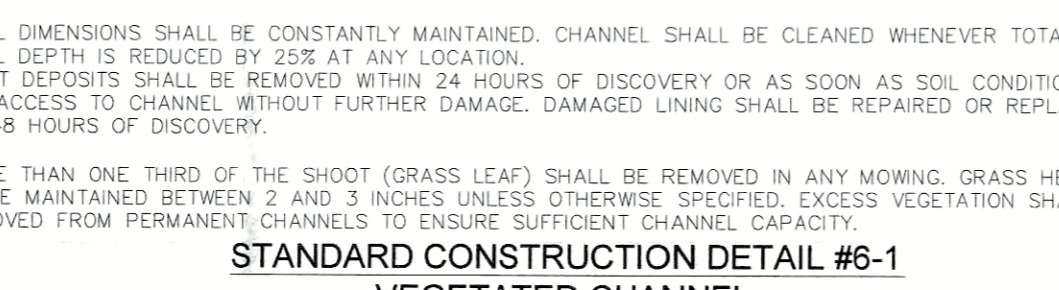 DIMENSIONS SHALL BE CONSTANTLY MAINTAINED. CHANNEL SHALL BE CLEANED WHENEVER TOTA
DEPTH IS REDUCED BY 25% AT ANY LOCATION.
T DEPOSITS SHALL BE REMOVED WITHIN 24 HOURS OF DISCOVERY OR AS SOON AS SOIL CONDITIO
ACCESS TO CHANNEL WITHOUT FURTHER DAMAGE. DAMAGED LINING SHALL BE REPAIRED OR REPL
8 HOURS OF DISCOVERY.
E THAN ONE THIRD OF THE SHOOT (GRASS LEAF) SHALL BE REMOVED IN ANY MOWING. GRASS HE
E MAINTAINED BETWEEN 2 AND 3 INCHES UNLESS OTHERWISE SPECIFIED. EXCESS VEGETATION SHA
OVED FROM PERMANENT CHANNELS TO ENSURE SUFFICIENT CHANNEL CAPACITY.
STANDARD CONSTRUCTION DETAIL #6-1
VEGETATED CHANNEL